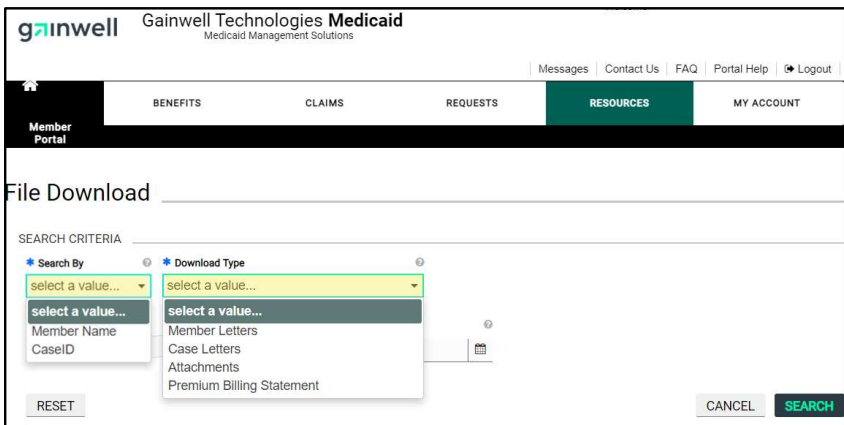 gainwell
Gainwell Technologies Medicaid
Medicaid Management Solutions
Messages Contact Us FAQ Portal Help Logout
Member Portal
BENEFITS CLAIMS REQUESTS RESOURCES MY ACCOUNT
File Download
SEARCH CRITERIA
* Search By
* Download Type
select a value...
select a value...
select a value...
Member Name
CaseID
select a value...
Member Letters
Case Letters
Attachments
Premium Billing Statement
RESET
CANCEL
SEARCH